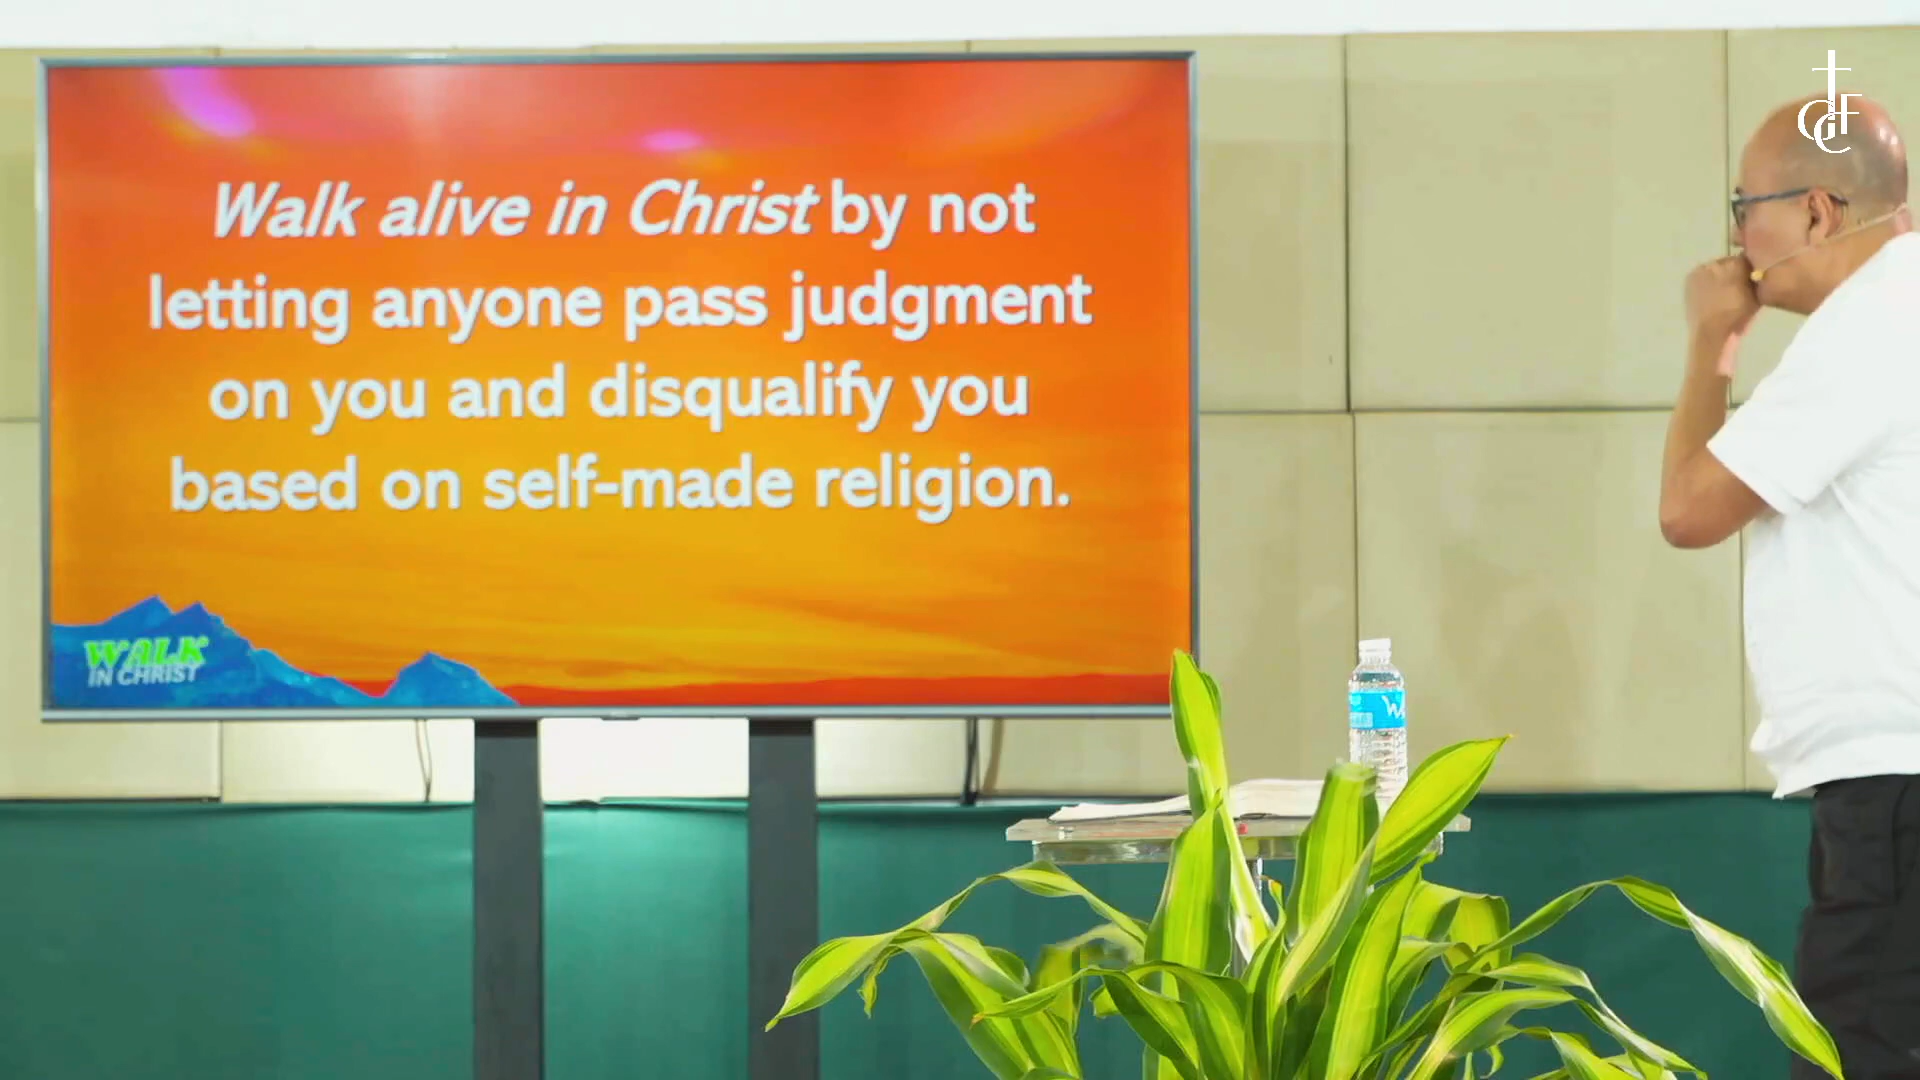 Walk alive in Christ by not
letting anyone pass judgment
on you and disqualify you
based on self-made religion.
WALK
IN CHRIST